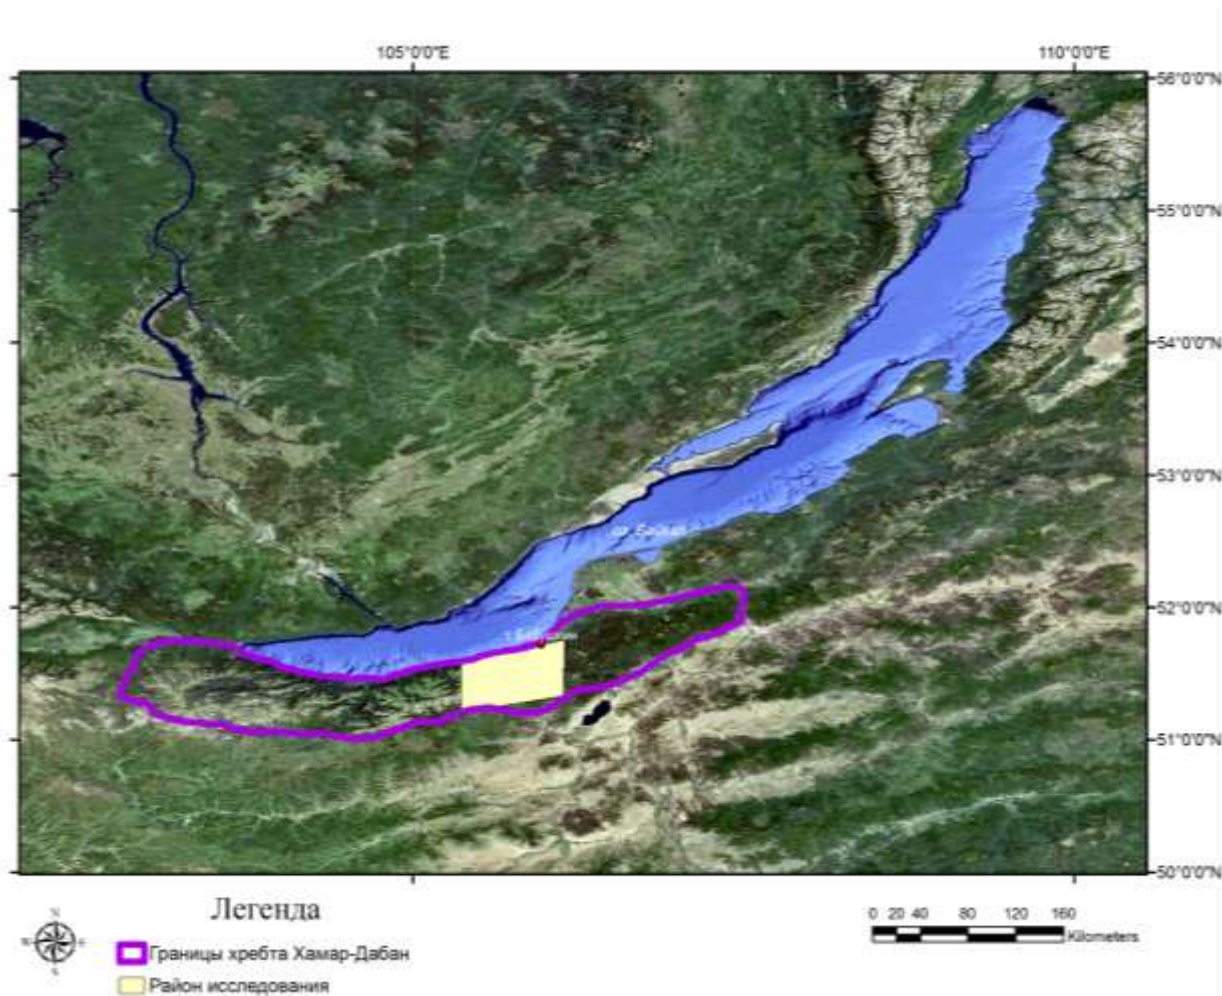 105°0'0"E 110°0'0"E
56°0'0"N
55°0'0"N
54°0'0"N
53°0'0"N
оз. Байкал
52°0'0"N
г. Бабушкин
51°0'0"N
50°0'0"N
Легенда
Границы хребта Хамар-Дабан
Район исследования
0 20 40 80 120 160
Kilometers